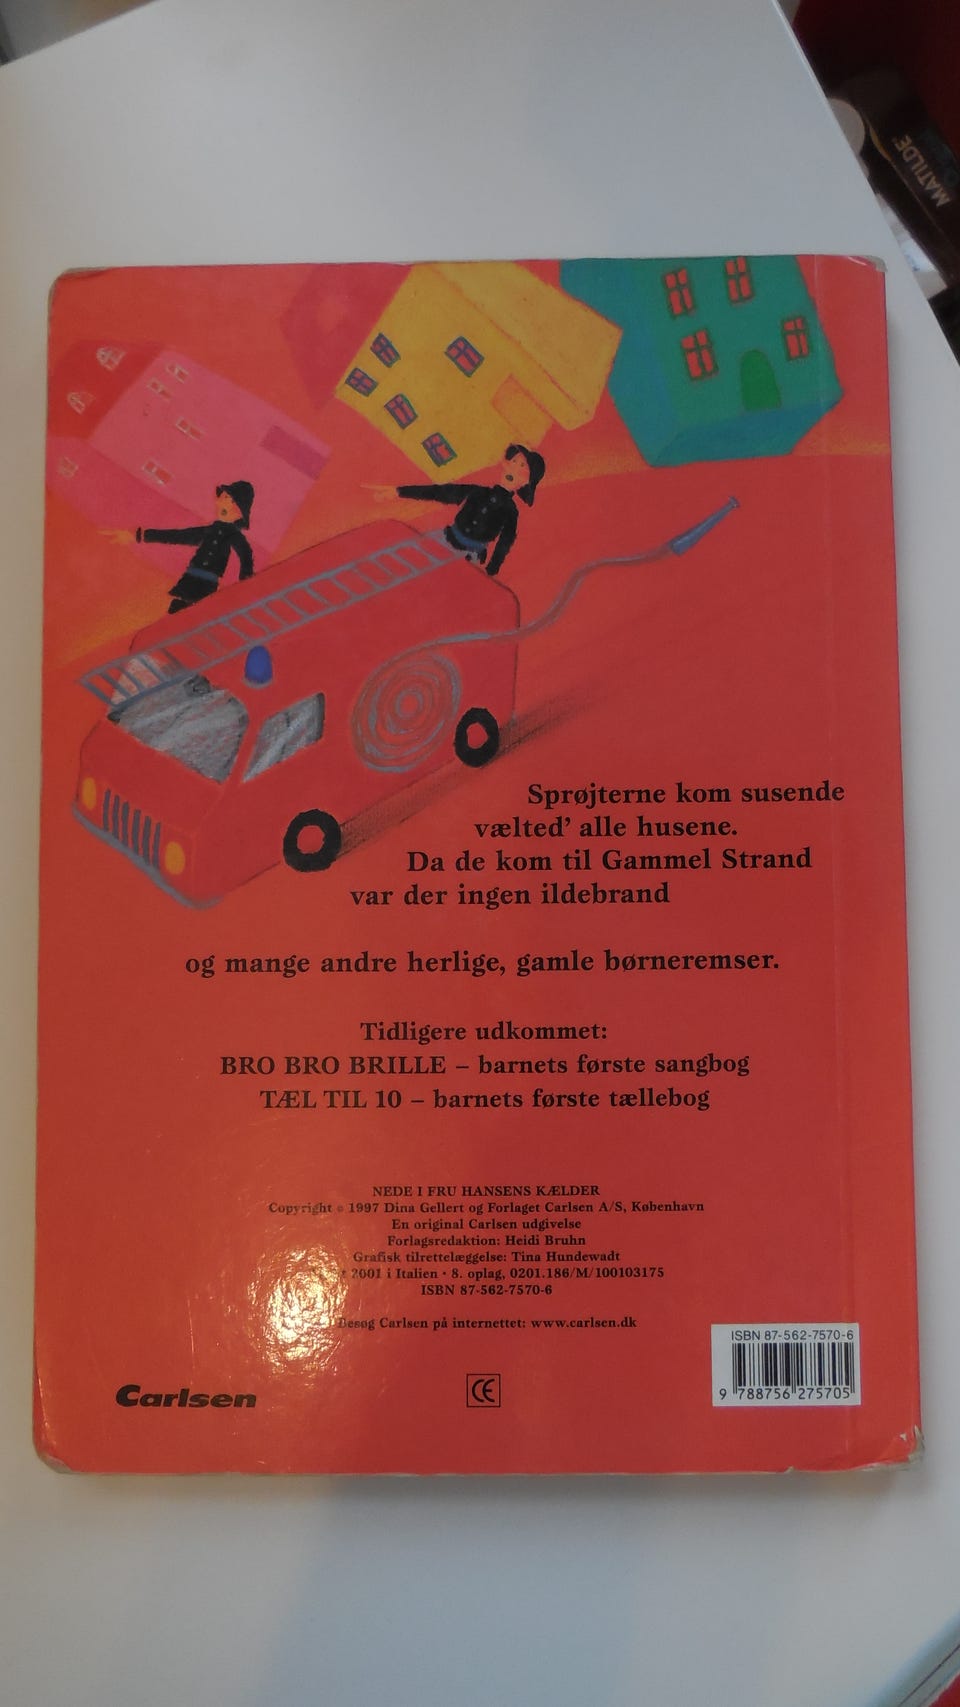 MATILDE
Sprøjterne kom susende
vælted' alle husene.
Da de kom til Gammel Strand
var der ingen ildebrand
og mange andre herlige, gamle børneremser.
Tidligere udkommet:
BRO BRO BRILLE – barnets første sangbog
TÆL TIL 10 – barnets første tællebog
NEDE I FRU HANSENS KÆLDER
Copyright © 1997 Dina Gellert og Forlaget Carlsen A/S, København
En original Carlsen udgivelse
Forlagsredaktion: Heidi Bruhn
Grafisk tilrettelæggelse: Tina Hundewadt
2001 i Italien • 8. oplag, 0201.186/M/100103175
ISBN 87-562-7570-6
Besøg Carlsen på internettet: www.carlsen.dk
ISBN 87-562-7570-6
9 788756 275705
Carlsen
CE